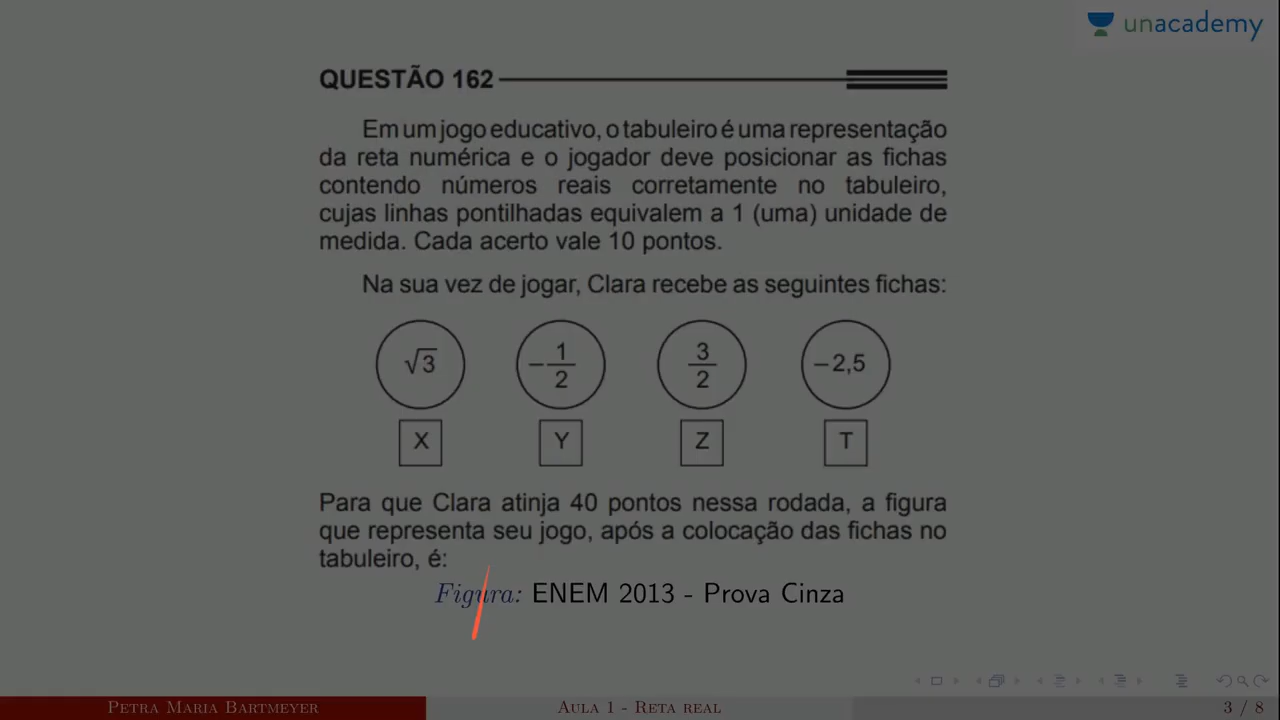 unacademy
QUESTÃO 162
Em um jogo educativo, o tabuleiro é uma representação
da reta numérica e o jogador deve posicionar as fichas
contendo números reais corretamente no tabuleiro,
cujas linhas pontilhadas equivalem a 1 (uma) unidade de
medida. Cada acerto vale 10 pontos.
Na sua vez de jogar, Clara recebe as seguintes fichas:
√3 −1/2 3/2 −2,5
X Y Z T
Para que Clara atinja 40 pontos nessa rodada, a figura
que representa seu jogo, após a colocação das fichas no
tabuleiro, é:
Figura: ENEM 2013 - Prova Cinza
Petra Maria Bartmeyer Aula 1 - Reta real 3 / 8